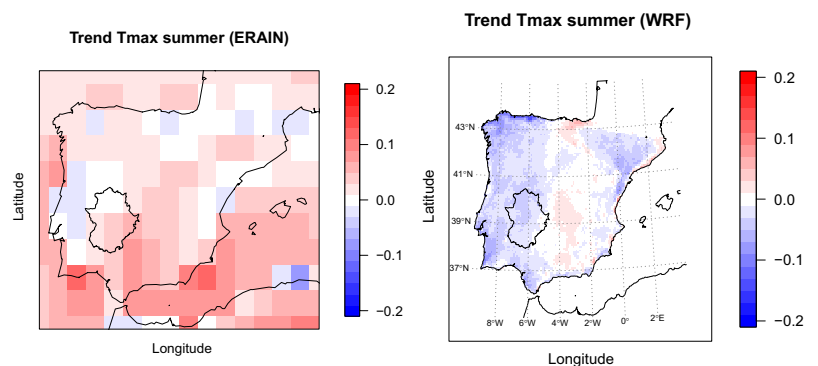 Trend Tmax summer (ERAIN)
Latitude
Longitude
0.2
0.1
0.0
−0.1
−0.2
Trend Tmax summer (WRF)
Latitude
43°N
41°N
39°N
37°N
8°W 6°W 4°W 2°W 0° 2°E
Longitude
0.2
0.1
0.0
−0.1
−0.2